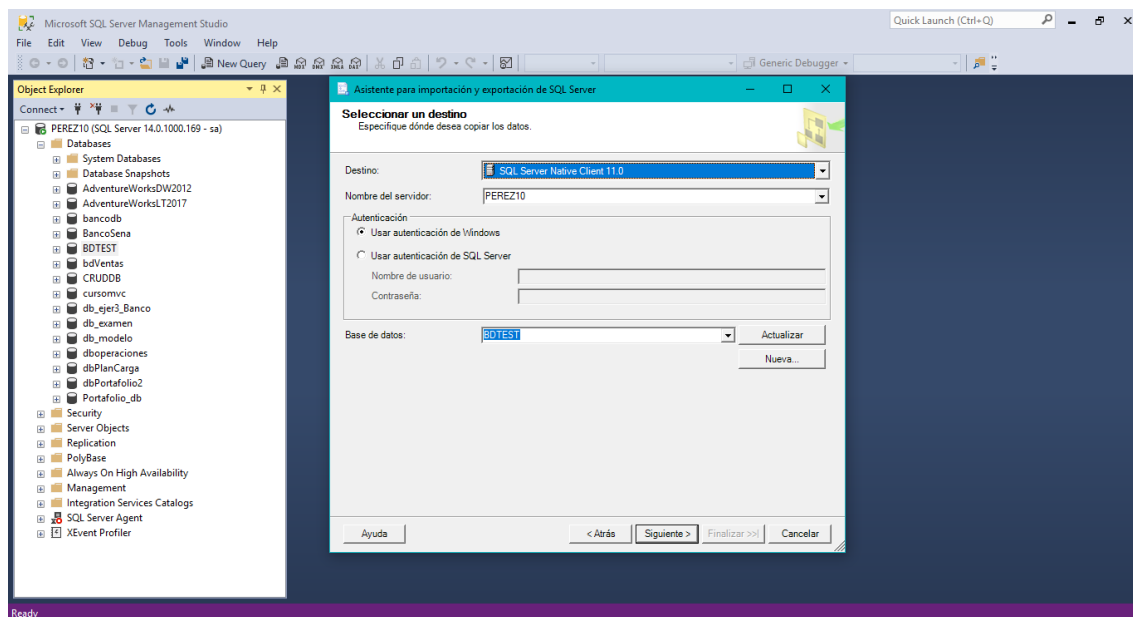 Microsoft SQL Server Management Studio
Quick Launch (Ctrl+Q)
File Edit View Debug Tools Window Help
New Query
Generic Debugger
Object Explorer
Connect
PEREZ10 (SQL Server 14.0.1000.169 - sa)
Databases
System Databases
Database Snapshots
AdventureWorksDW2012
AdventureWorksLT2017
bancodb
BancoSena
BDTEST
bdVentas
CRUDDB
cursomvc
db_ejer3_Banco
db_examen
db_modelo
dboperaciones
dbPlanCarga
dbPortafolio2
Portafolio_db
Security
Server Objects
Replication
PolyBase
Always On High Availability
Management
Integration Services Catalogs
SQL Server Agent
XEvent Profiler
Asistente para importación y exportación de SQL Server
Seleccionar un destino
Especifique dónde desea copiar los datos.
Destino: SQL Server Native Client 11.0
Nombre del servidor: PEREZ10
Autenticación
Usar autenticación de Windows
Usar autenticación de SQL Server
Nombre de usuario:
Contraseña:
Base de datos: BDTEST Actualizar
Nueva...
Ayuda < Atrás Siguiente > Finalizar >>| Cancelar
Ready